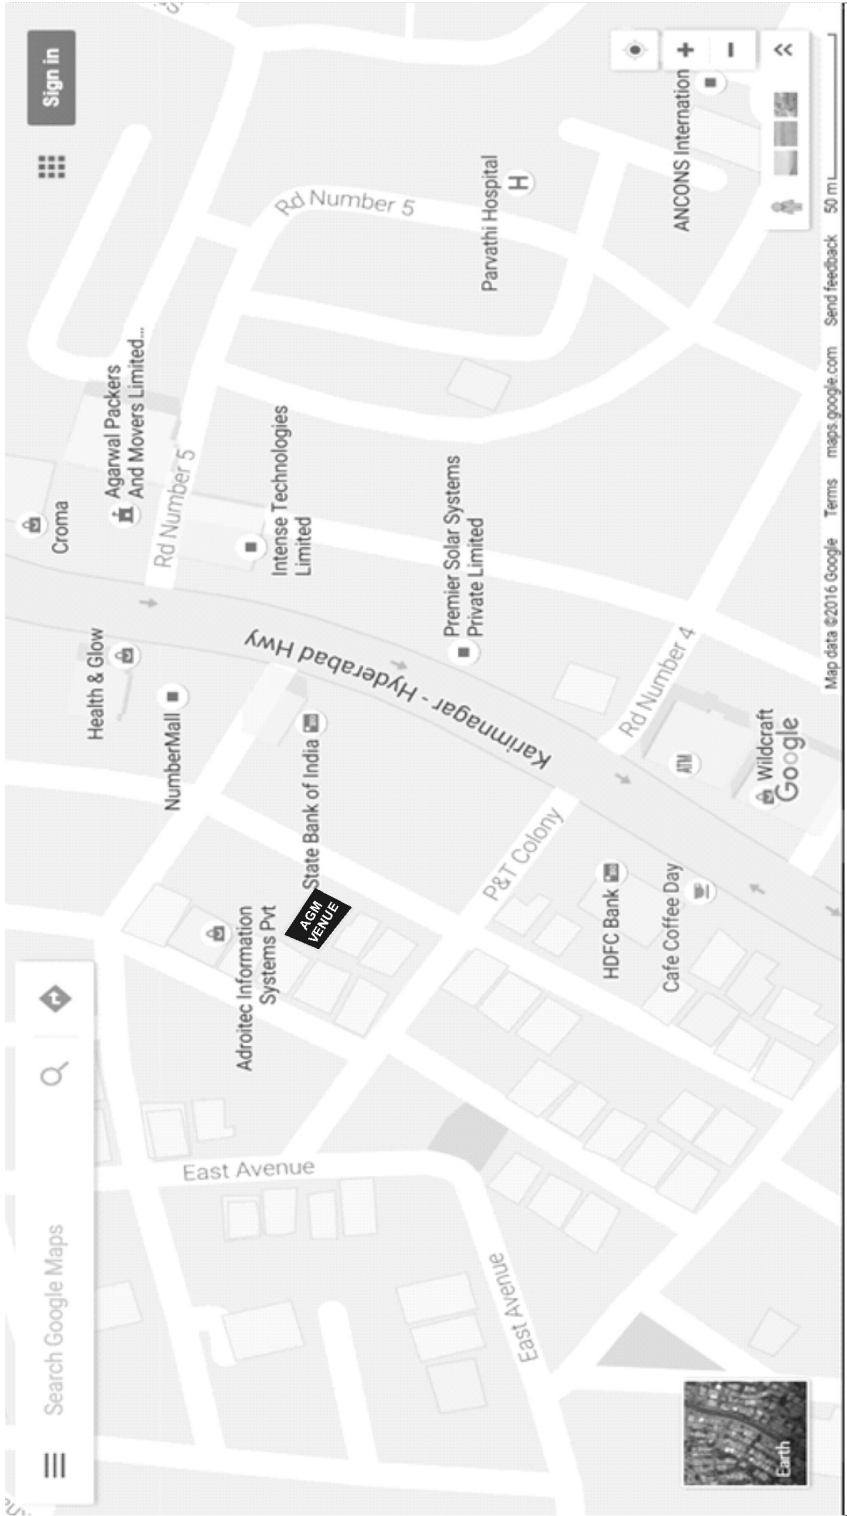 Search Google Maps
Sign in
Croma
Agarwal Packers
And Movers Limited...
Rd Number 5
Rd Number 5
Health & Glow
NumberMall
Intense Technologies
Limited
Karimnagar - Hyderabad Hwy
State Bank of India
AGM
VENUE
Adroitec Information
Systems Pvt
East Avenue
Parvathi Hospital
H
Premier Solar Systems
Private Limited
P&T Colony
Rd Number 4
HDFC Bank
Cafe Coffee Day
ATM
Wildcraft
ANCONS Internation
East Avenue
Earth
Google
Map data ©2016 Google Terms maps.google.com Send feedback 50 m